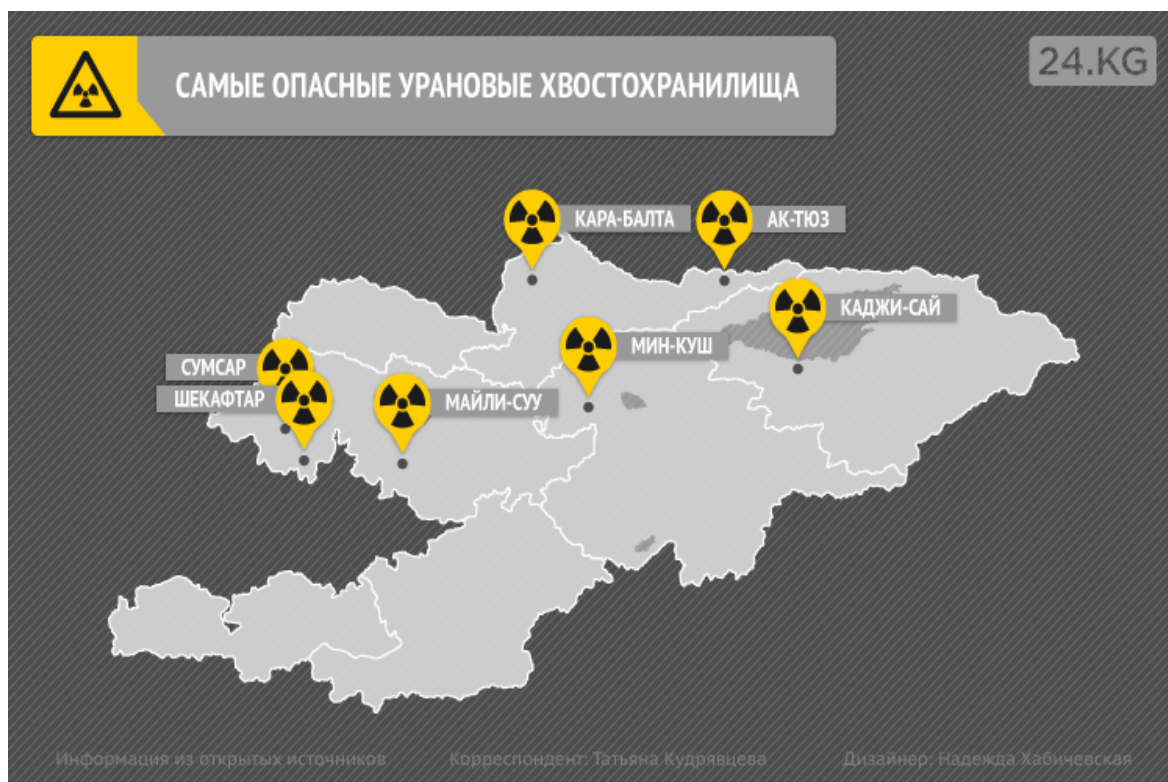 САМЫЕ ОПАСНЫЕ УРАНОВЫЕ ХВОСТОХРАНИЛИЩА
24.KG
КАРА-БАЛТА
АК-ТЮЗ
КАДЖИ-САЙ
МИН-КУШ
СУМСАР
ШЕКАФТАР
МАЙЛИ-СУУ
Информация из открытых источников
Корреспондент: Татьяна Кудрявцева
Дизайнер: Надежда Хабичевская